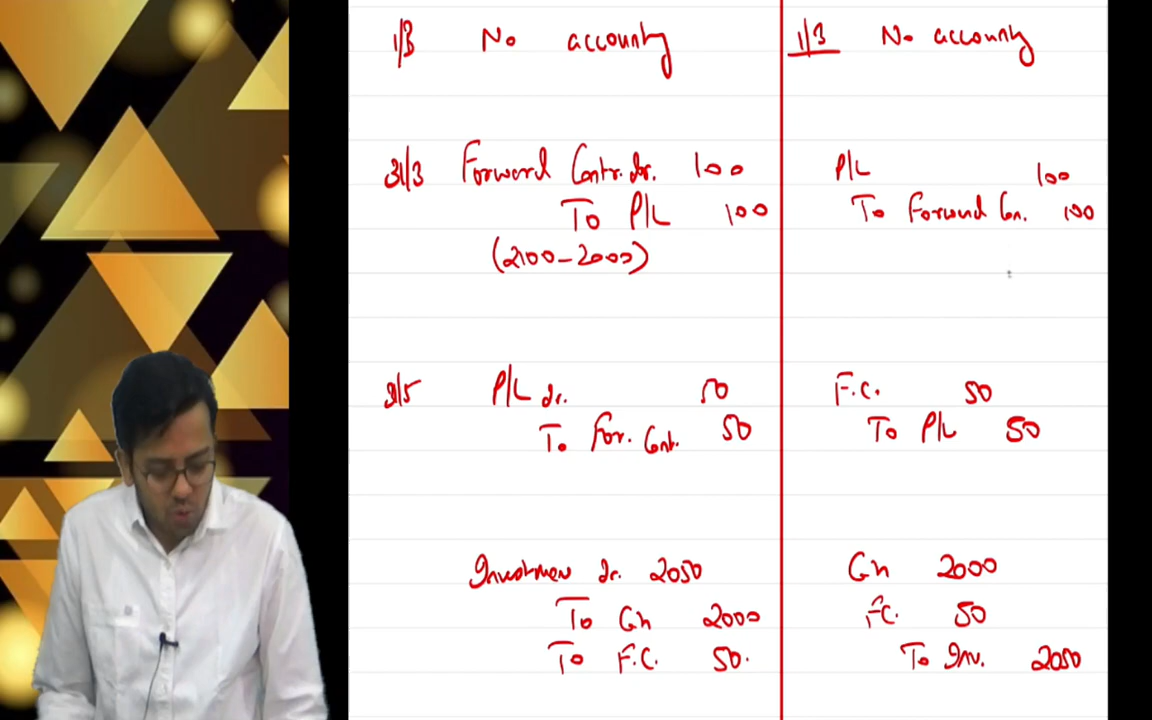 1/3 No accounty
31/3 Forward Contr. dr. 100
To P/L 100
(2100-2000)
P/L dr. 50
To For. Cont. 50
Investmen dr. 2050
To Cn 2000
To F.C. 50.
1/3 No accounty
P/L 100
To Forward Con. 100
F.C. 50
To P/L 50
Cn 2000
F.C. 50
To Inv. 2050